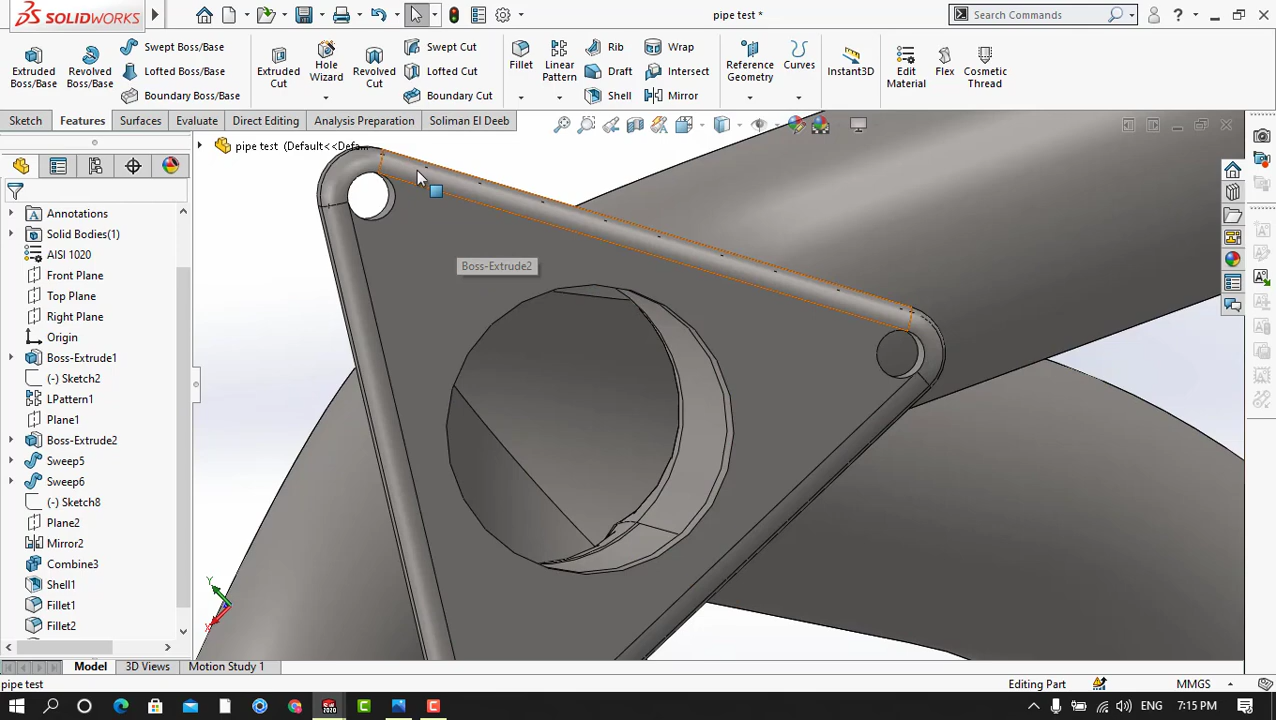 SOLIDWORKS
pipe test *
Search Commands
Extruded Boss/Base
Revolved Boss/Base
Swept Boss/Base
Lofted Boss/Base
Boundary Boss/Base
Extruded Cut
Hole Wizard
Revolved Cut
Swept Cut
Lofted Cut
Boundary Cut
Fillet
Linear Pattern
Rib
Draft
Shell
Wrap
Intersect
Mirror
Reference Geometry
Curves
Instant3D
Edit Material
Flex
Cosmetic Thread
Sketch
Features
Surfaces
Evaluate
Direct Editing
Analysis Preparation
Soliman El Deeb
pipe test (Default<<Defa...
Annotations
Solid Bodies(1)
AISI 1020
Front Plane
Top Plane
Right Plane
Origin
Boss-Extrude1
(-) Sketch2
LPattern1
Plane1
Boss-Extrude2
Sweep5
Sweep6
(-) Sketch8
Plane2
Mirror2
Combine3
Shell1
Fillet1
Fillet2
Boss-Extrude2
Y
X
Model
3D Views
Motion Study 1
pipe test
Editing Part
MMGS
ENG
7:15 PM